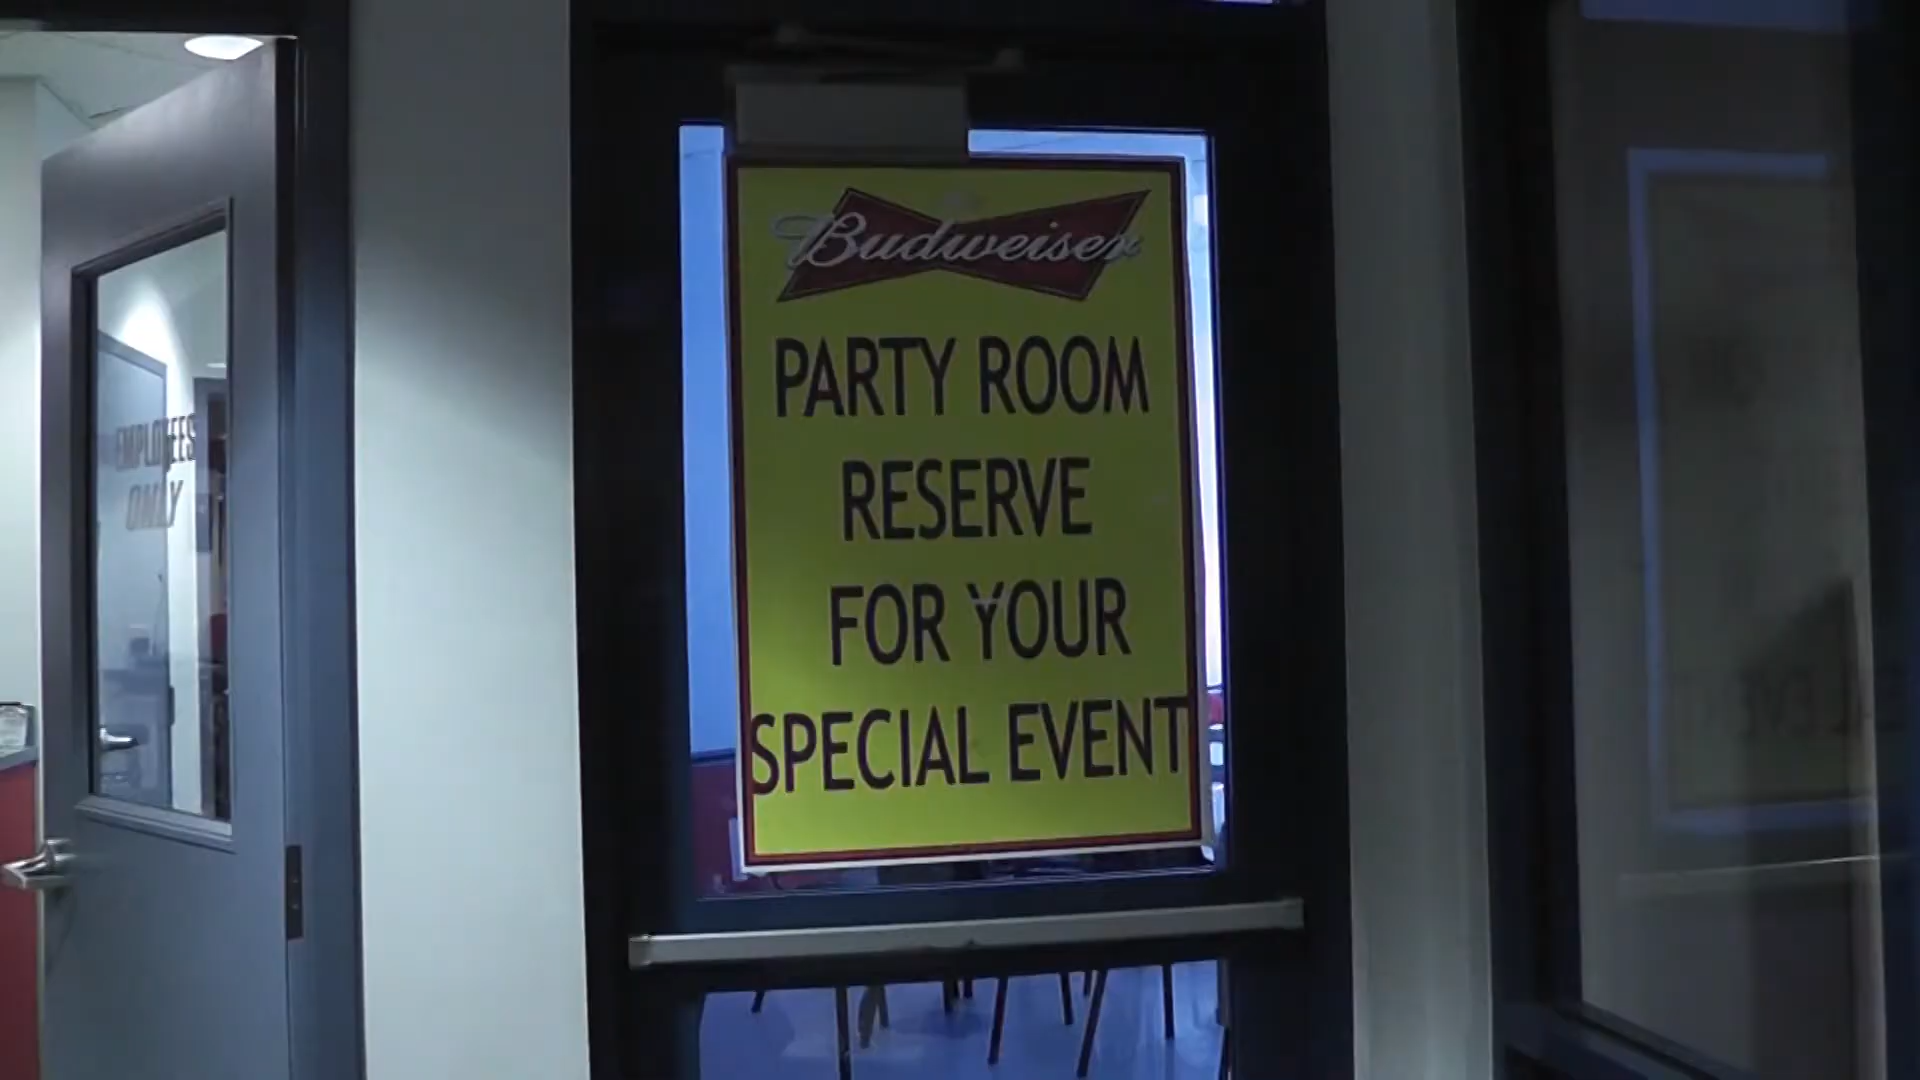 Budweiser
PARTY ROOM
RESERVE
FOR YOUR
SPECIAL EVENT
EMPLOYEES
ONLY